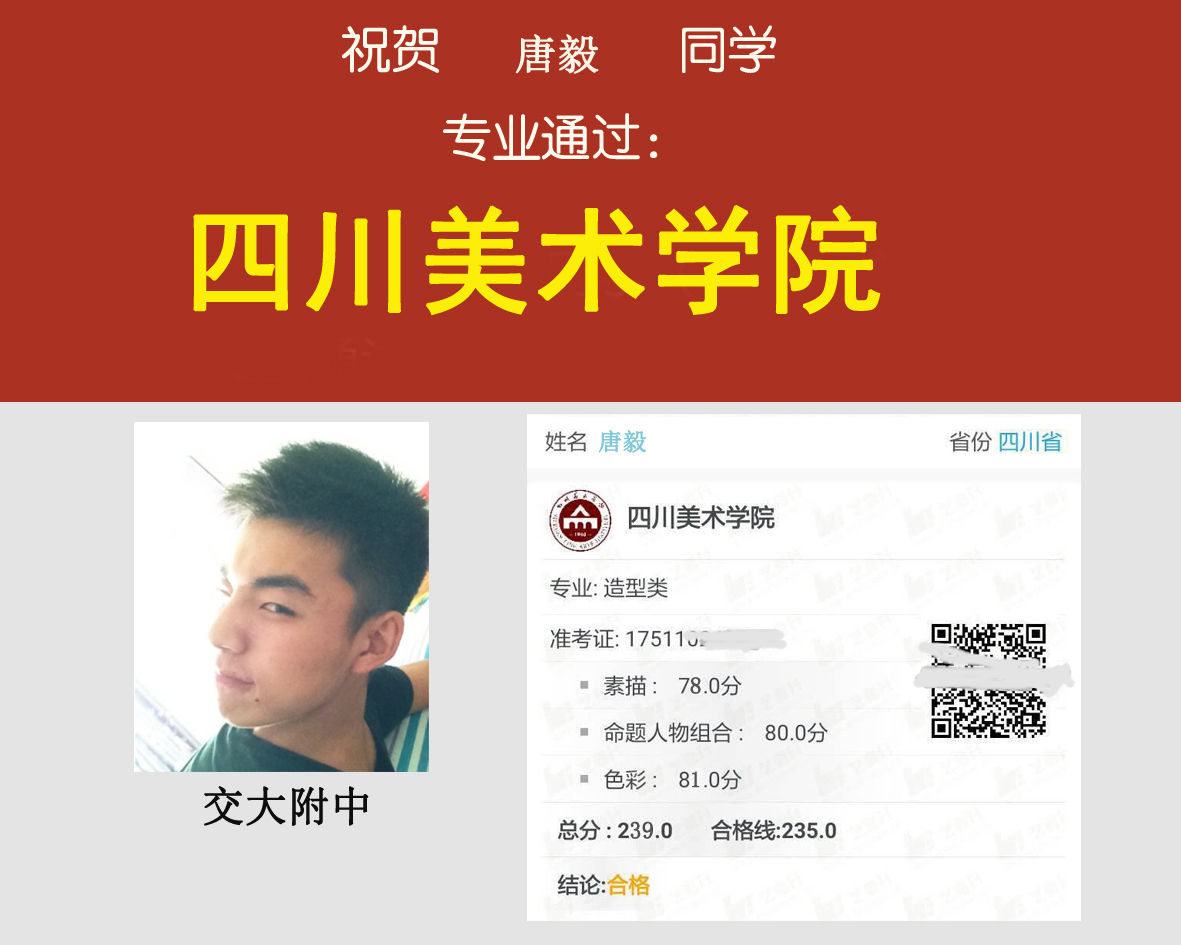 祝贺 唐毅 同学
专业通过：
四川美术学院
交大附中
姓名 唐毅 省份 四川省
四川美术学院
专业: 造型类
准考证: 17511
素描： 78.0分
命题人物组合： 80.0分
色彩： 81.0分
总分 : 239.0 合格线:235.0
结论:合格